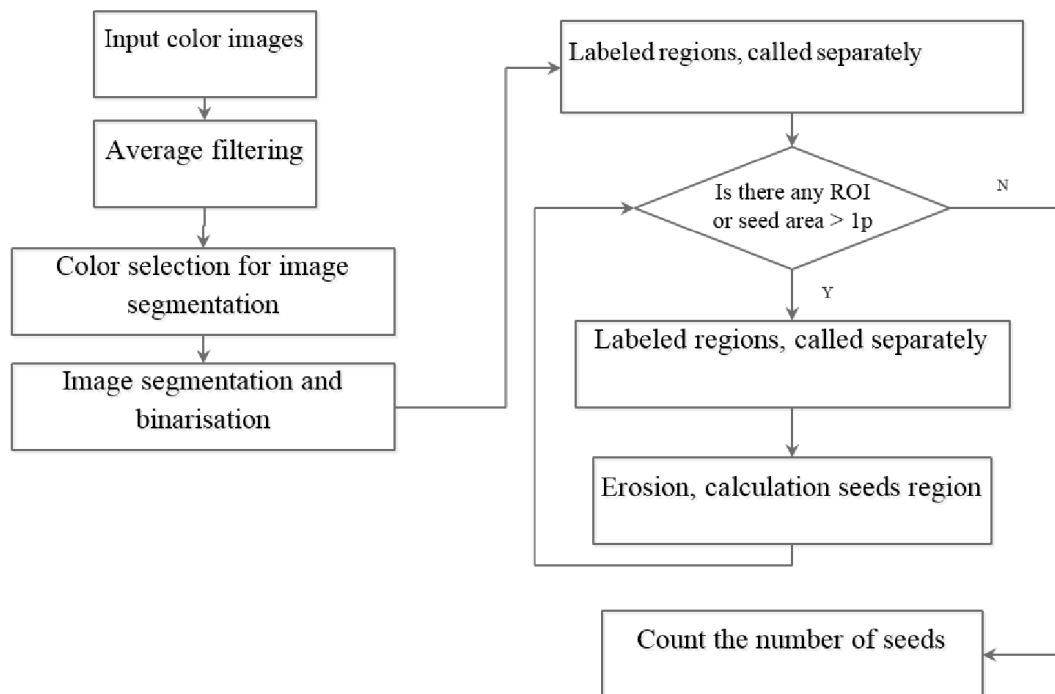 Input color images
Average filtering
Color selection for image
segmentation
Image segmentation and
binarisation
Labeled regions, called separately
Is there any ROI
or seed area > 1p
N
Y
Labeled regions, called separately
Erosion, calculation seeds region
Count the number of seeds